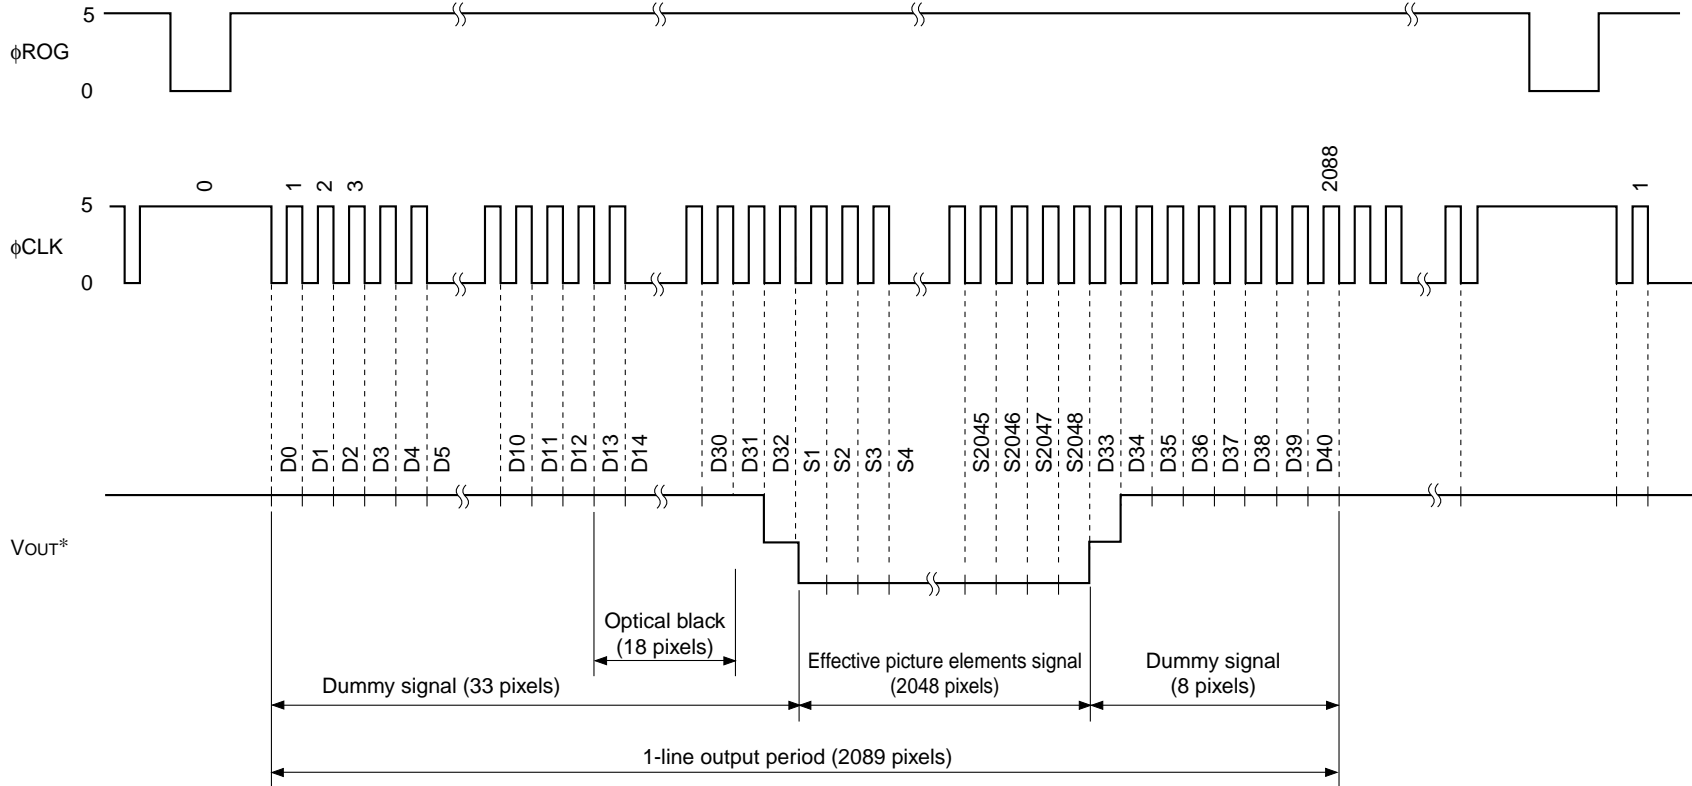 5
φROG
0
0
1
2
3
2088
1
5
φCLK
0
D0
D1
D2
D3
D4
D5
D10
D11
D12
D13
D14
D30
D31
D32
S1
S2
S3
S4
S2045
S2046
S2047
S2048
D33
D34
D35
D36
D37
D38
D39
D40
VOUT*
Optical black
(18 pixels)
Effective picture elements signal
(2048 pixels)
Dummy signal
(8 pixels)
Dummy signal (33 pixels)
1-line output period (2089 pixels)